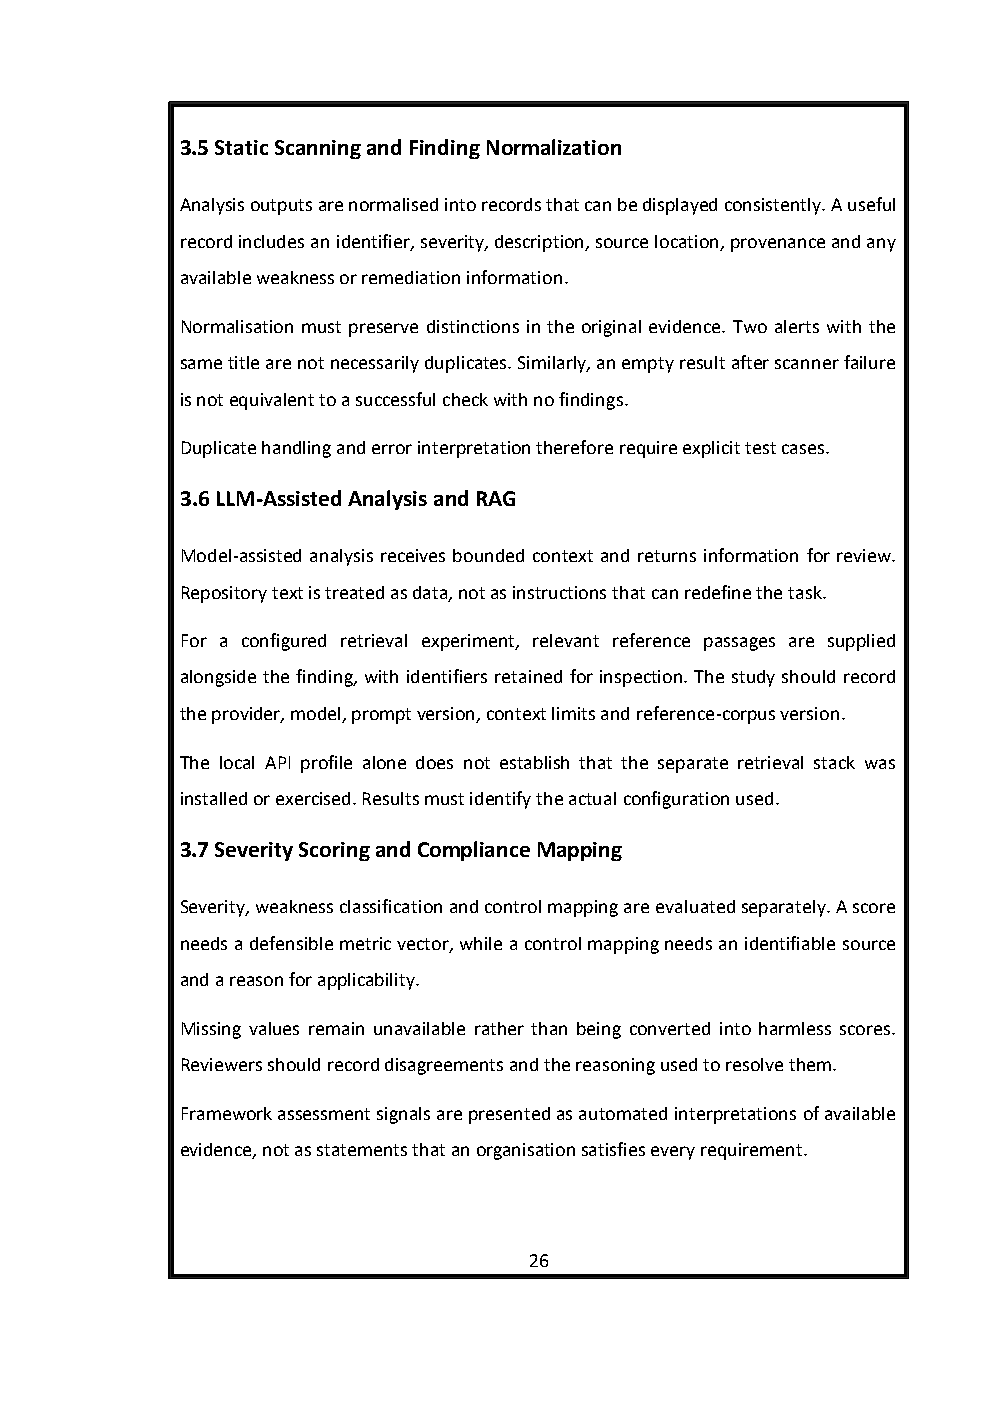 3.5 Static Scanning and Finding Normalization
Analysis outputs are normalised into records that can be displayed consistently. A useful
record includes an identifier, severity, description, source location, provenance and any
available weakness or remediation information.
Normalisation must preserve distinctions in the original evidence. Two alerts with the
same title are not necessarily duplicates. Similarly, an empty result after scanner failure
is not equivalent to a successful check with no findings.
Duplicate handling and error interpretation therefore require explicit test cases.
3.6 LLM-Assisted Analysis and RAG
Model-assisted analysis receives bounded context and returns information for review.
Repository text is treated as data, not as instructions that can redefine the task.
For a configured retrieval experiment, relevant reference passages are supplied
alongside the finding, with identifiers retained for inspection. The study should record
the provider, model, prompt version, context limits and reference-corpus version.
The local API profile alone does not establish that the separate retrieval stack was
installed or exercised. Results must identify the actual configuration used.
3.7 Severity Scoring and Compliance Mapping
Severity, weakness classification and control mapping are evaluated separately. A score
needs a defensible metric vector, while a control mapping needs an identifiable source
and a reason for applicability.
Missing values remain unavailable rather than being converted into harmless scores.
Reviewers should record disagreements and the reasoning used to resolve them.
Framework assessment signals are presented as automated interpretations of available
evidence, not as statements that an organisation satisfies every requirement.
26